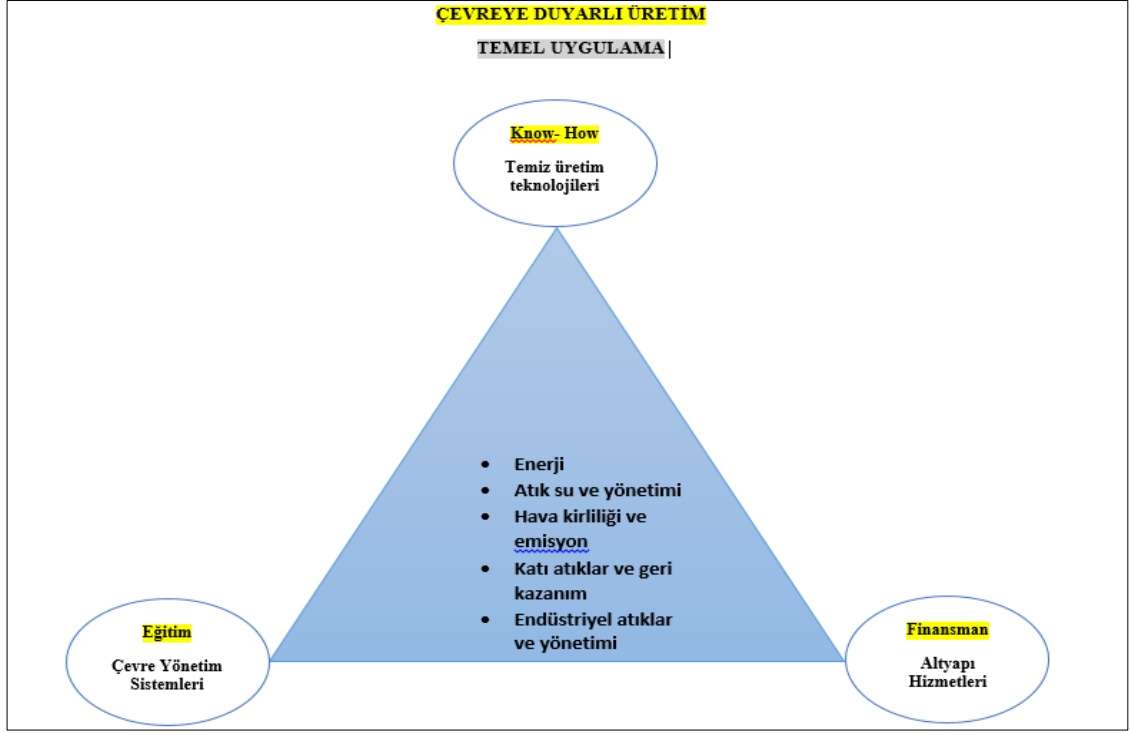 ÇEVREYE DUYARLI ÜRETİM
TEMEL UYGULAMA
Know- How
Temiz üretim
teknolojileri
• Enerji
• Atık su ve yönetimi
• Hava kirliliği ve
emisyon
• Katı atıklar ve geri
kazanım
• Endüstriyel atıklar
ve yönetimi
Eğitim
Çevre Yönetim
Sistemleri
Finansman
Altyapı
Hizmetleri